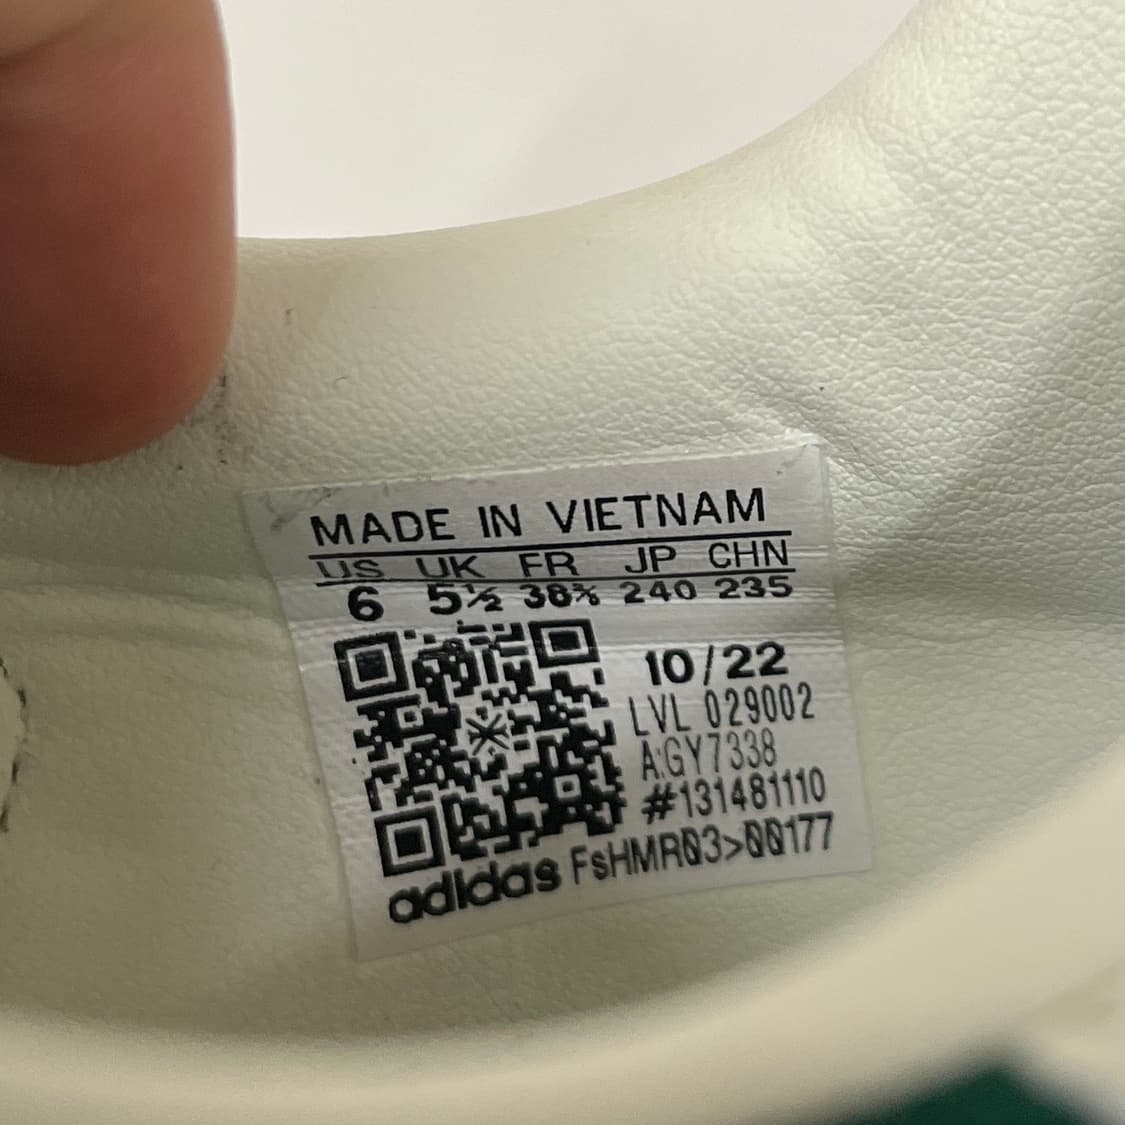 MADE IN VIETNAM
US UK FR JP CHN
6 5½ 38⅔ 240 235
10/22
LVL 029002
A:GY7338
#131481110
adidas FsHMR03>00177